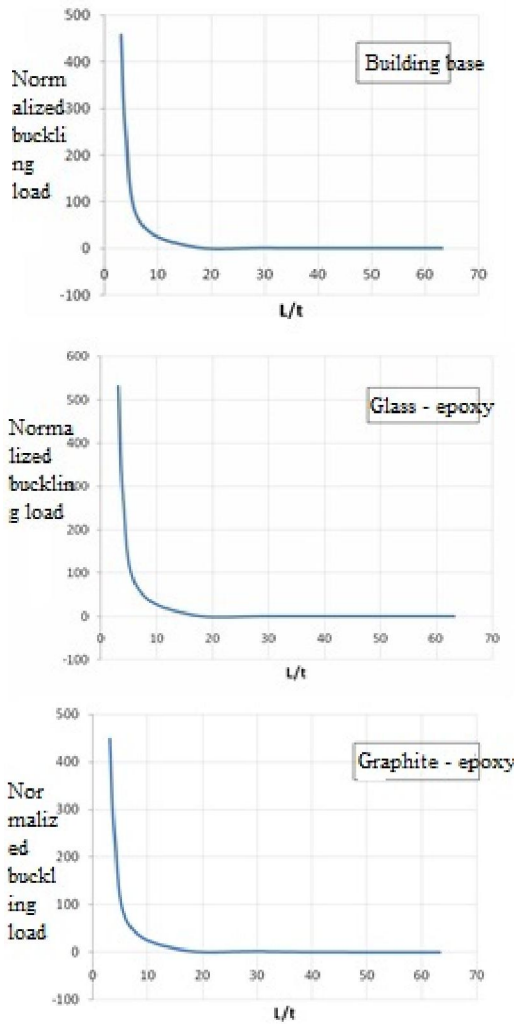 500
400
300
200
100
0
-100
Norm
alized
buckli
ng
load
Building base
0 10 20 30 40 50 60 70
L/t
600
500
400
300
200
100
0
-100
Norma
lized
bucklin
g load
Glass - epoxy
0 10 20 30 40 50 60 70
L/t
500
400
300
200
100
0
-100
Nor
maliz
ed
buckl
ing
load
Graphite - epoxy
0 10 20 30 40 50 60 70
L/t